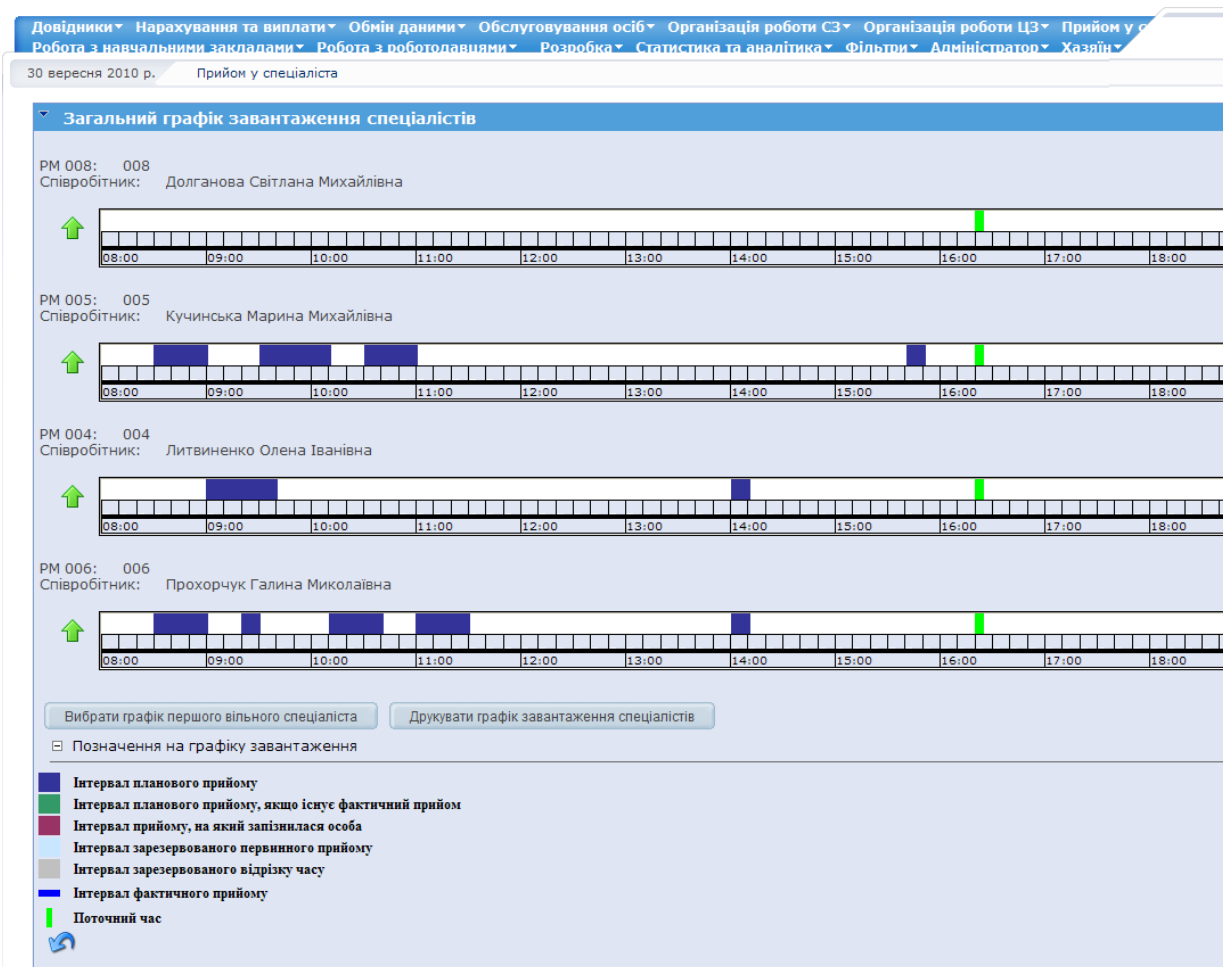 Довідники Нарахування та виплати Обмін даними Обслуговування осіб Організація роботи СЗ Організація роботи ЦЗ Прийом у
Робота з навчальними закладами Робота з роботодавцями Розробка Статистика та аналітика Фільтри Адміністратор Хазяїн
30 вересня 2010 р. Прийом у спеціаліста
Загальний графік завантаження спеціалістів
РМ 008: 008
Співробітник: Долганова Світлана Михайлівна
08:00 09:00 10:00 11:00 12:00 13:00 14:00 15:00 16:00 17:00 18:00
РМ 005: 005
Співробітник: Кучинська Марина Михайлівна
08:00 09:00 10:00 11:00 12:00 13:00 14:00 15:00 16:00 17:00 18:00
РМ 004: 004
Співробітник: Литвиненко Олена Іванівна
08:00 09:00 10:00 11:00 12:00 13:00 14:00 15:00 16:00 17:00 18:00
РМ 006: 006
Співробітник: Прохорчук Галина Миколаївна
08:00 09:00 10:00 11:00 12:00 13:00 14:00 15:00 16:00 17:00 18:00
Вибрати графік першого вільного спеціаліста Друкувати графік завантаження спеціалістів
Позначення на графіку завантаження
Інтервал планового прийому
Інтервал планового прийому, якщо існує фактичний прийом
Інтервал прийому, на який запізнилася особа
Інтервал зарезервованого первинного прийому
Інтервал зарезервованого відрізку часу
Інтервал фактичного прийому
Поточний час